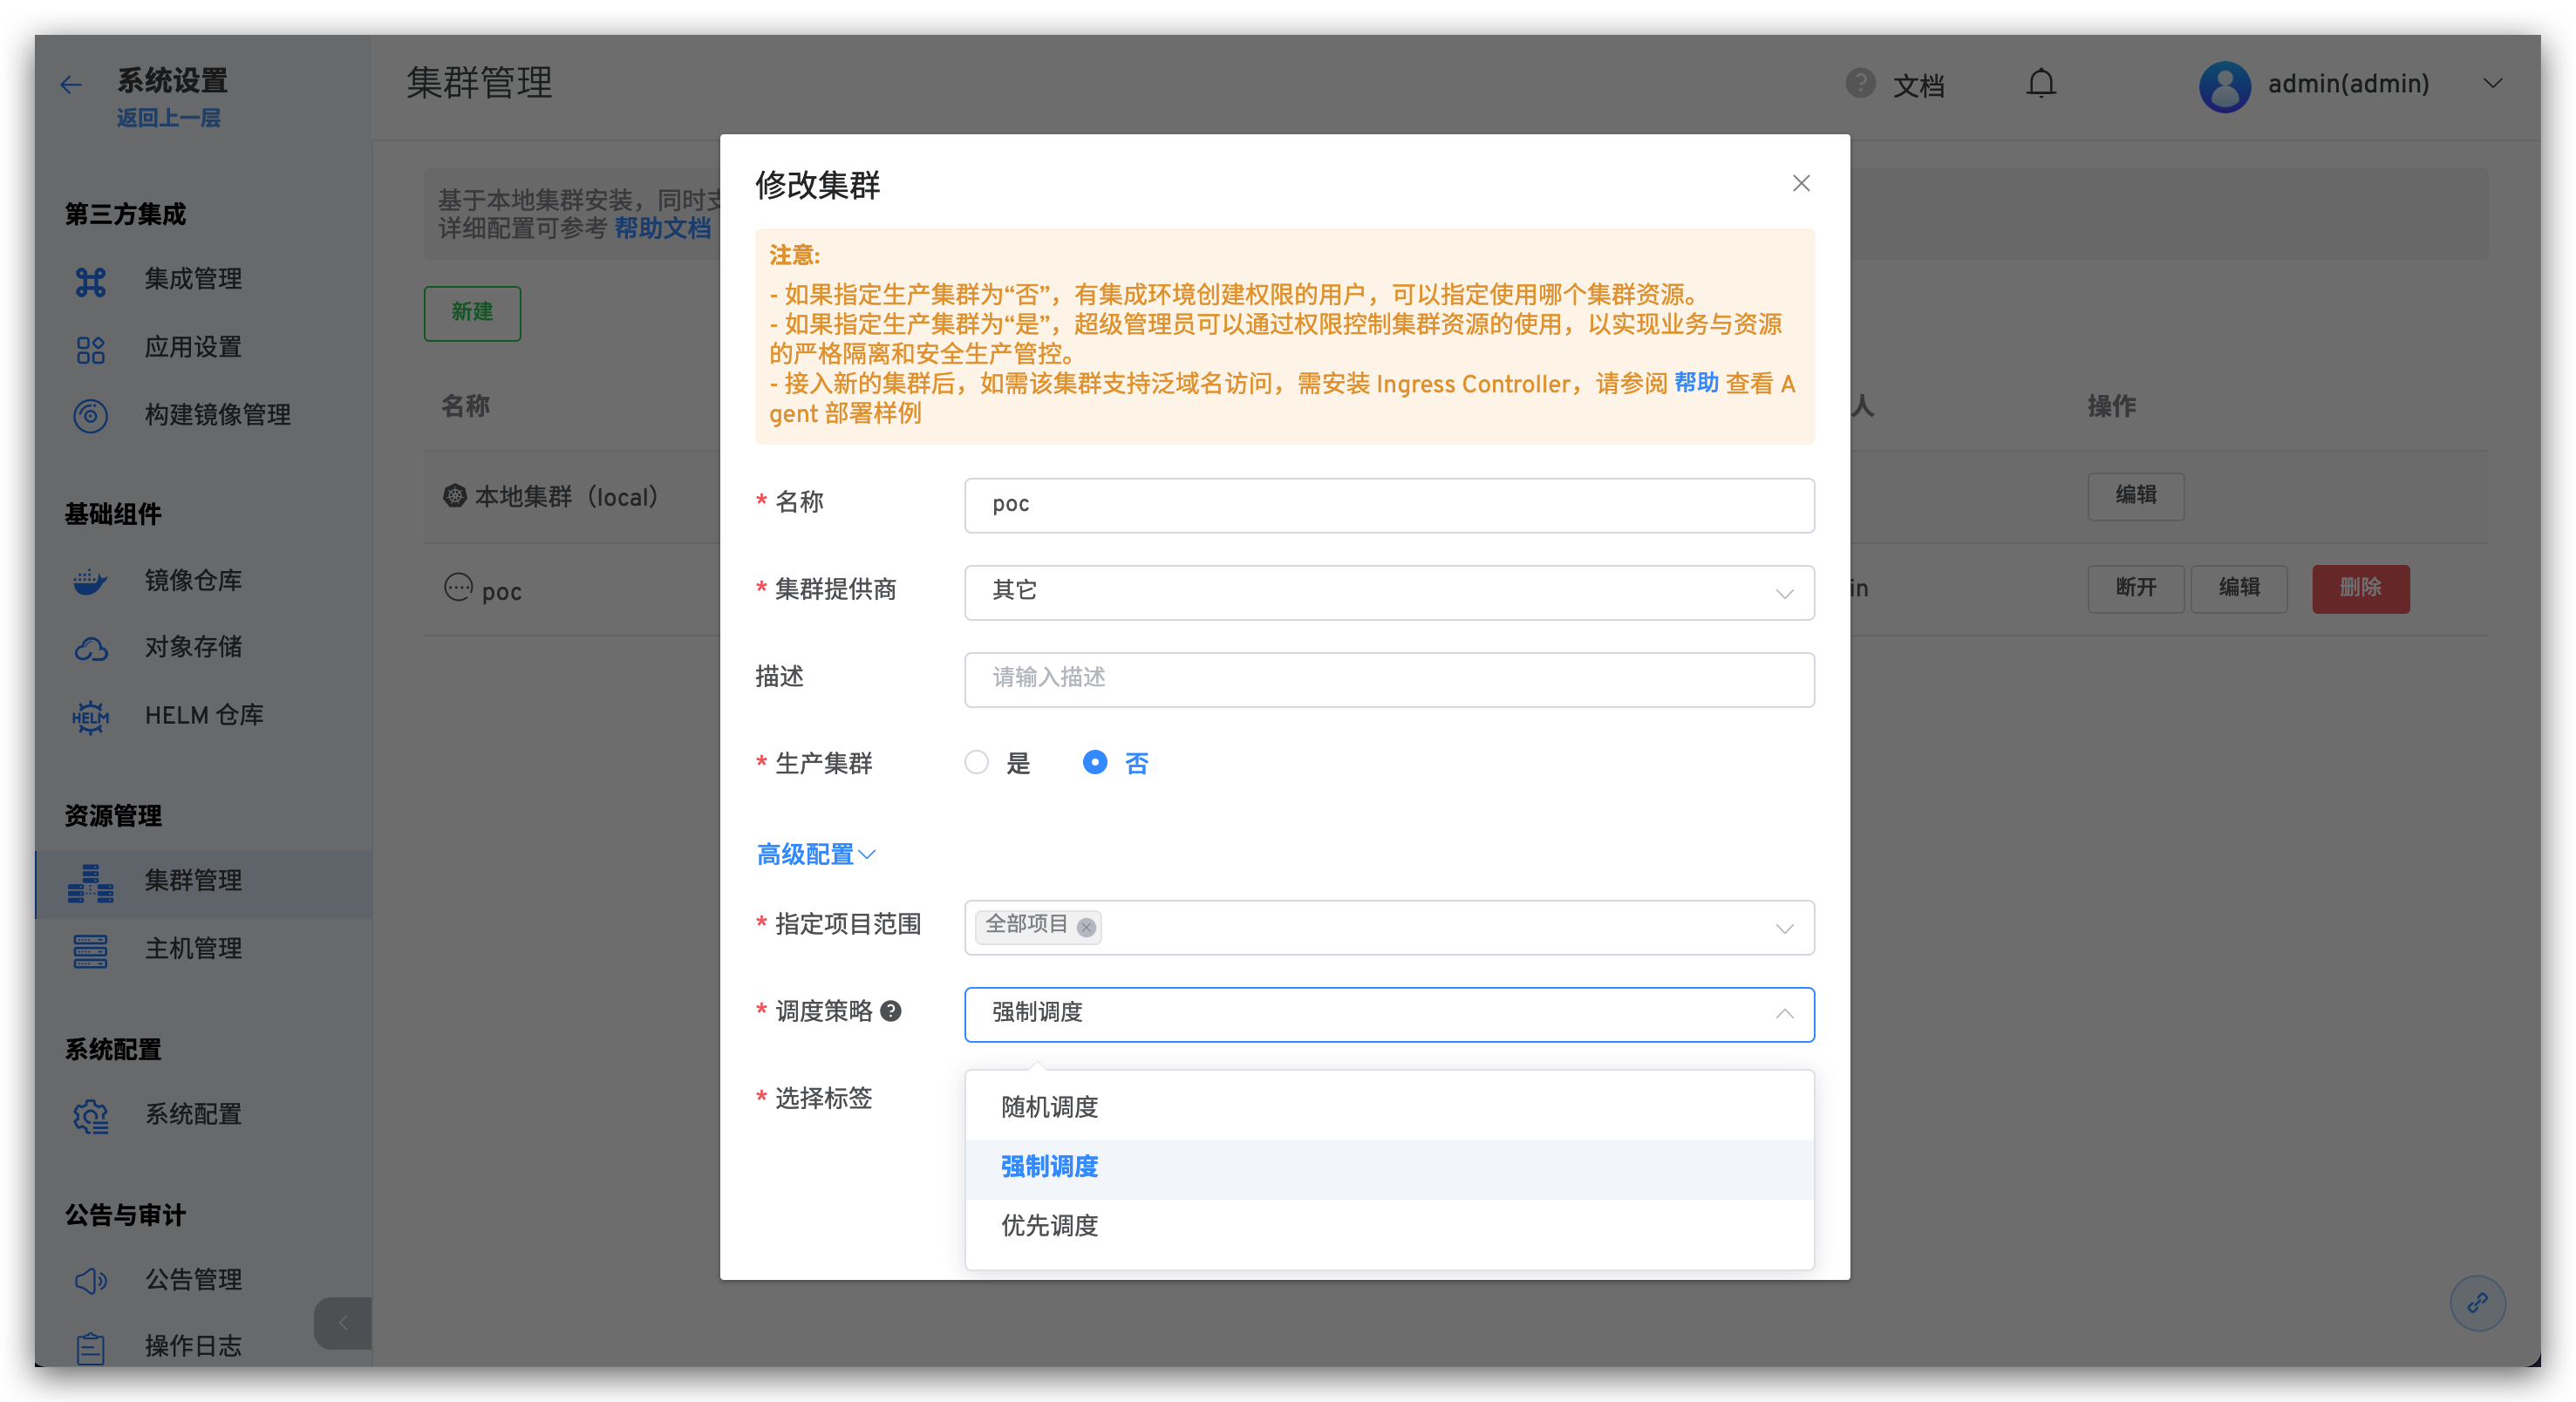 系统设置
返回上一层
集群管理
文档
admin(admin)
第三方集成
集成管理
应用设置
构建镜像管理
基础组件
镜像仓库
对象存储
HELM
HELM 仓库
资源管理
集群管理
主机管理
系统配置
系统配置
公告与审计
公告管理
操作日志
基于本地集群安装，同时支
详细配置可参考 帮助文档
新建
名称
人
操作
本地集群（local）
编辑
poc
in
断开
编辑
删除
修改集群
注意:
- 如果指定生产集群为“否”，有集成环境创建权限的用户，可以指定使用哪个集群资源。
- 如果指定生产集群为“是”，超级管理员可以通过权限控制集群资源的使用，以实现业务与资源
的严格隔离和安全生产管控。
- 接入新的集群后，如需该集群支持泛域名访问，需安装 Ingress Controller，请参阅 帮助 查看 A
gent 部署样例
* 名称
poc
* 集群提供商
其它
描述
请输入描述
* 生产集群
是
否
高级配置
* 指定项目范围
全部项目
* 调度策略 ?
强制调度
* 选择标签
随机调度
强制调度
优先调度